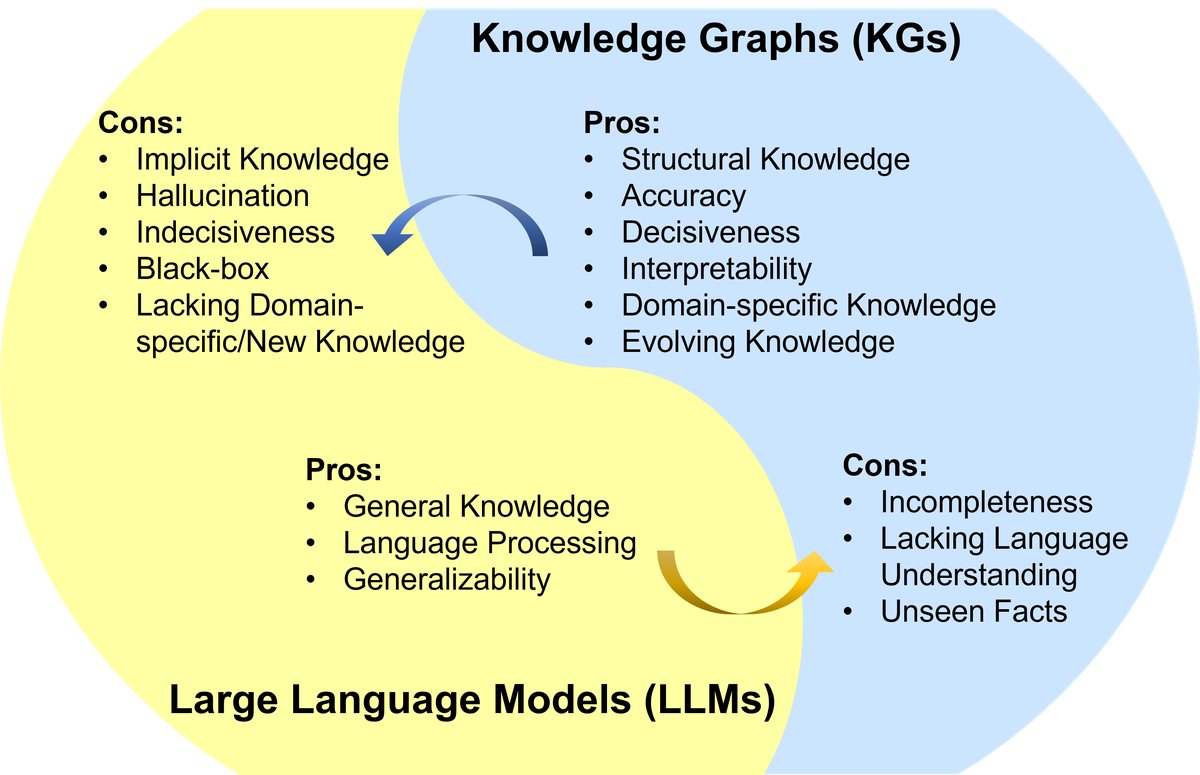 Knowledge Graphs (KGs)
Cons:
• Implicit Knowledge
• Hallucination
• Indecisiveness
• Black-box
• Lacking Domain-
specific/New Knowledge
Pros:
• Structural Knowledge
• Accuracy
• Decisiveness
• Interpretability
• Domain-specific Knowledge
• Evolving Knowledge
Pros:
• General Knowledge
• Language Processing
• Generalizability
Cons:
• Incompleteness
• Lacking Language
Understanding
• Unseen Facts
Large Language Models (LLMs)